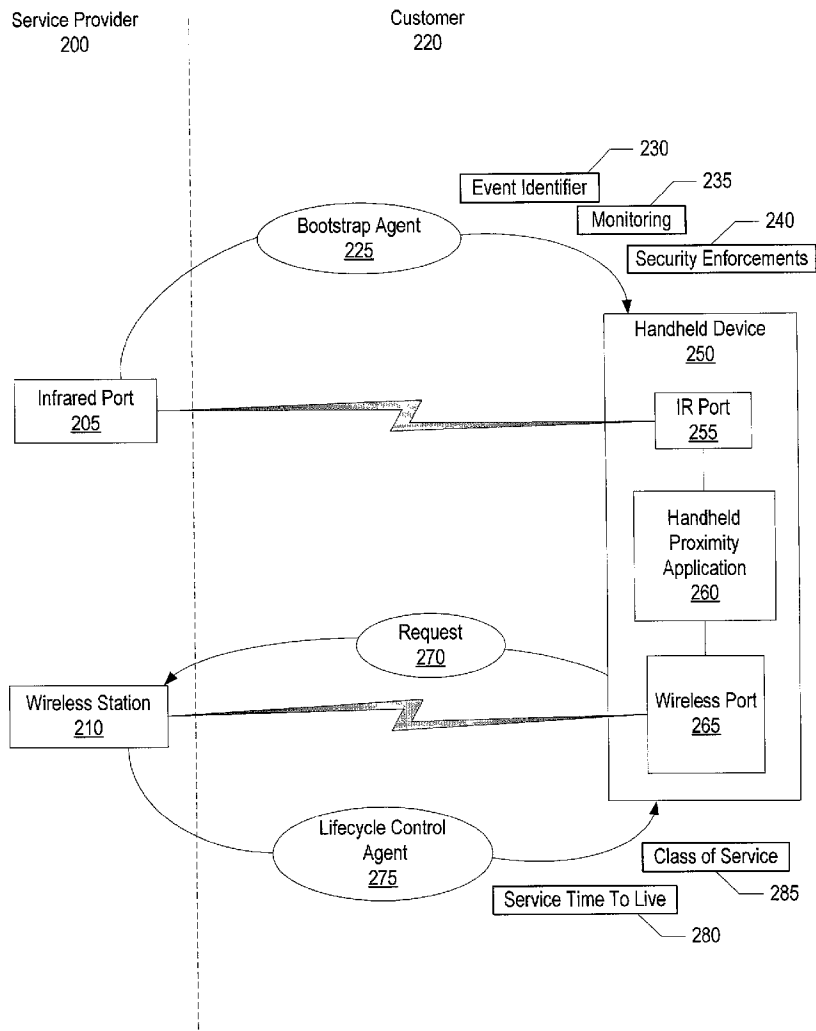 Service Provider
200
Customer
220
230
Event Identifier
235
Monitoring
240
Security Enforcements
Bootstrap Agent
225
Handheld Device
250
Infrared Port
205
IR Port
255
Handheld
Proximity
Application
260
Request
270
Wireless Station
210
Wireless Port
265
Lifecycle Control
Agent
275
Class of Service
285
Service Time To Live
280